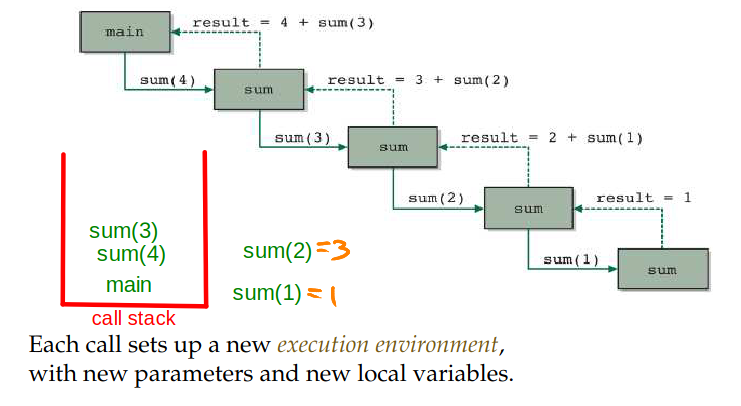 result = 4 + sum(3)
main
sum(4)
result = 3 + sum(2)
sum
sum(3)
result = 2 + sum(1)
sum
sum(2)
result = 1
sum
sum(1)
sum
sum(3)
sum(4)
main
call stack
sum(2) = 3
sum(1) = 1
Each call sets up a new execution environment,
with new parameters and new local variables.